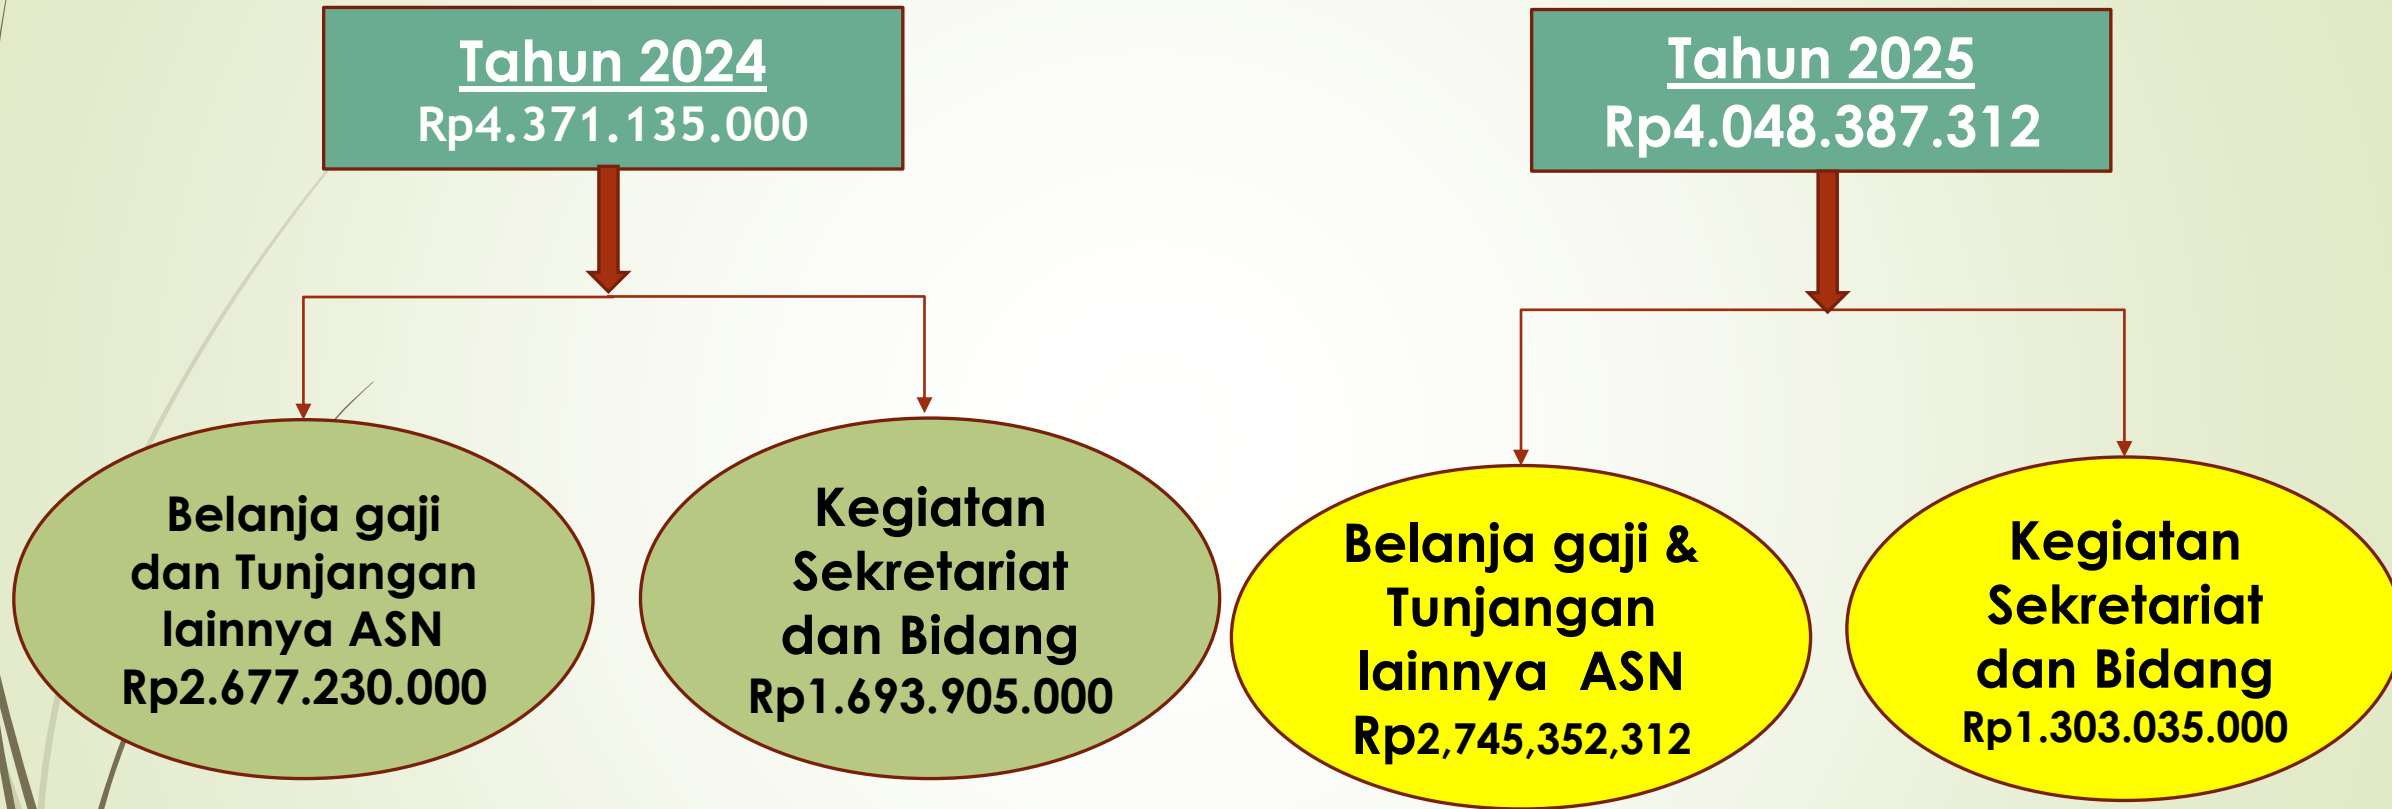 Tahun 2024
Rp4.371.135.000
Tahun 2025
Rp4.048.387.312
Belanja gaji
dan Tunjangan
lainnya ASN
Rp2.677.230.000
Kegiatan
Sekretariat
dan Bidang
Rp1.693.905.000
Belanja gaji &
Tunjangan
lainnya ASN
Rp2,745,352,312
Kegiatan
Sekretariat
dan Bidang
Rp1.303.035.000